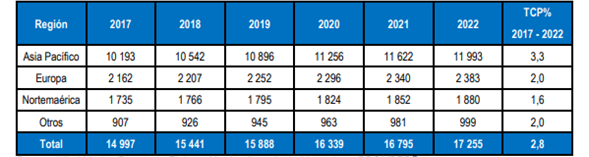 Región 2017 2018 2019 2020 2021 2022 TCP% 2017 - 2022
Asia Pacífico 10 193 10 542 10 896 11 256 11 622 11 993 3,3
Europa 2 162 2 207 2 252 2 296 2 340 2 383 2,0
Nortemaérica 1 735 1 766 1 795 1 824 1 852 1 880 1,6
Otros 907 926 945 963 981 999 2,0
Total 14 997 15 441 15 888 16 339 16 795 17 255 2,8